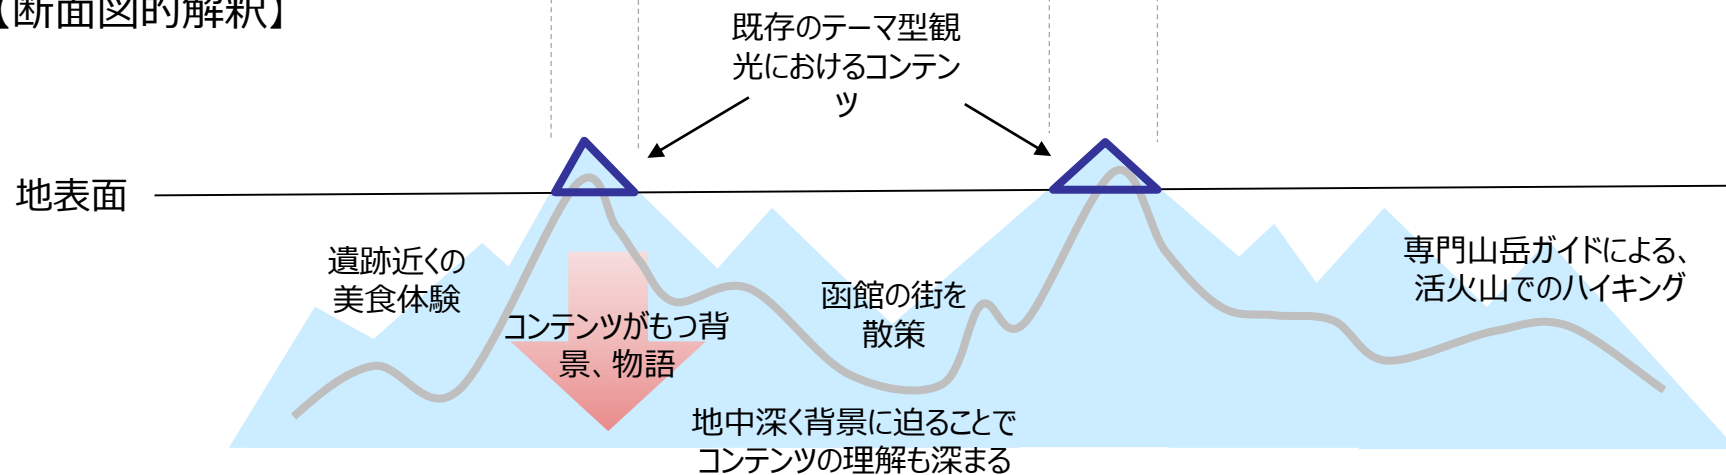 【断面図的解釈】
既存のテーマ型観
光におけるコンテン
ツ
地表面
遺跡近くの
美食体験
コンテンツがもつ背
景、物語
函館の街を
散策
専門山岳ガイドによる、
活火山でのハイキング
地中深く背景に迫ることで
コンテンツの理解も深まる